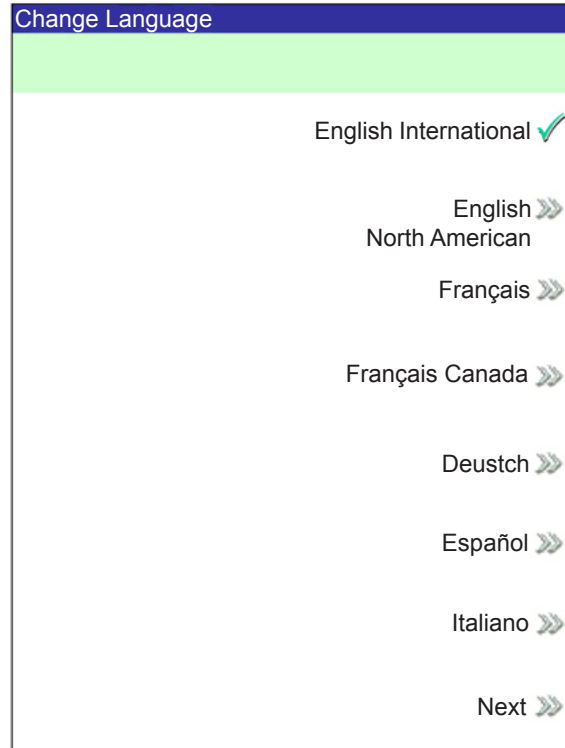 Change Language
English International
English
North American
Français
Français Canada
Deustch
Español
Italiano
Next